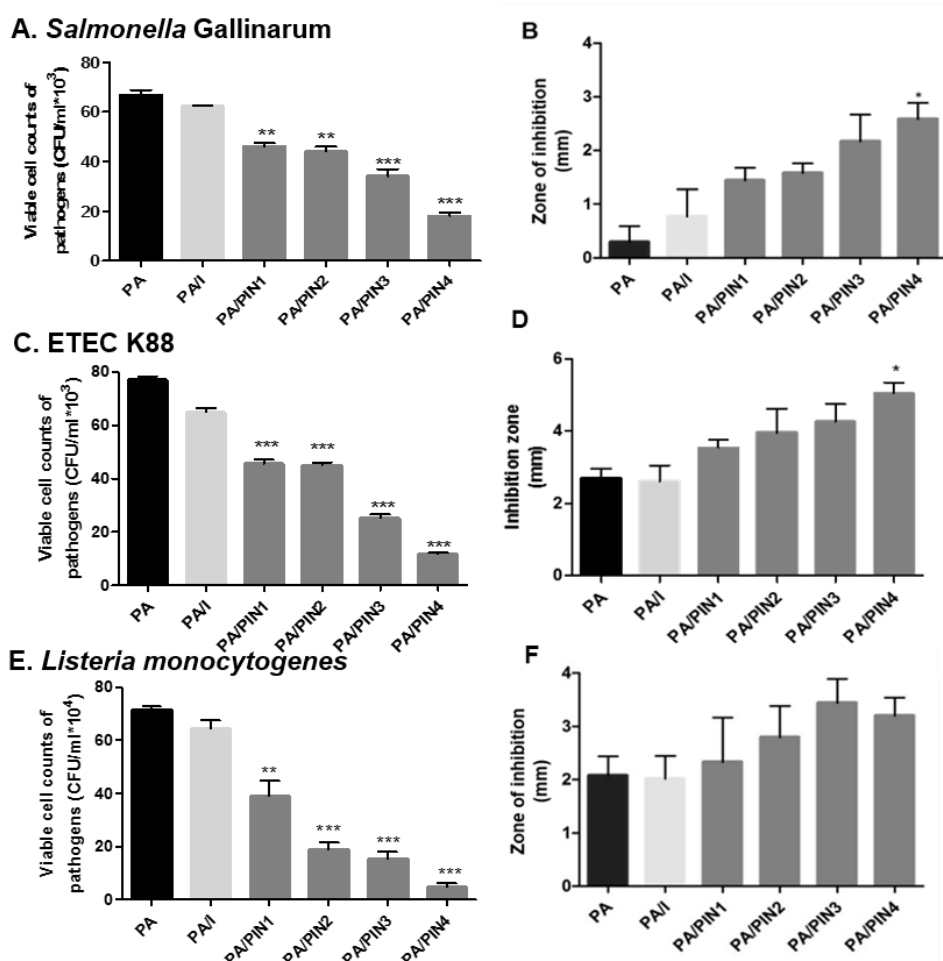 A. Salmonella Gallinarum
Viable cell counts of
pathogens (CFU/ml*10^3)
80
60
40
20
0
** ** *** ***
PA PA/I PA/PIN1 PA/PIN2 PA/PIN3 PA/PIN4
B
Zone of inhibition
(mm)
4
3
2
1
0
*
PA PA/I PA/PIN1 PA/PIN2 PA/PIN3 PA/PIN4
C. ETEC K88
Viable cell counts of
pathogens (CFU/ml*10^3)
80
60
40
20
0
*** *** *** ***
PA PA/I PA/PIN1 PA/PIN2 PA/PIN3 PA/PIN4
D
Inhibition zone
(mm)
6
4
2
0
*
PA PA/I PA/PIN1 PA/PIN2 PA/PIN3 PA/PIN4
E. Listeria monocytogenes
Viable cell counts of
pathogens (CFU/ml*10^4)
80
60
40
20
0
** *** *** ***
PA PA/I PA/PIN1 PA/PIN2 PA/PIN3 PA/PIN4
F
Zone of inhibition
(mm)
4
3
2
1
0
PA PA/I PA/PIN1 PA/PIN2 PA/PIN3 PA/PIN4